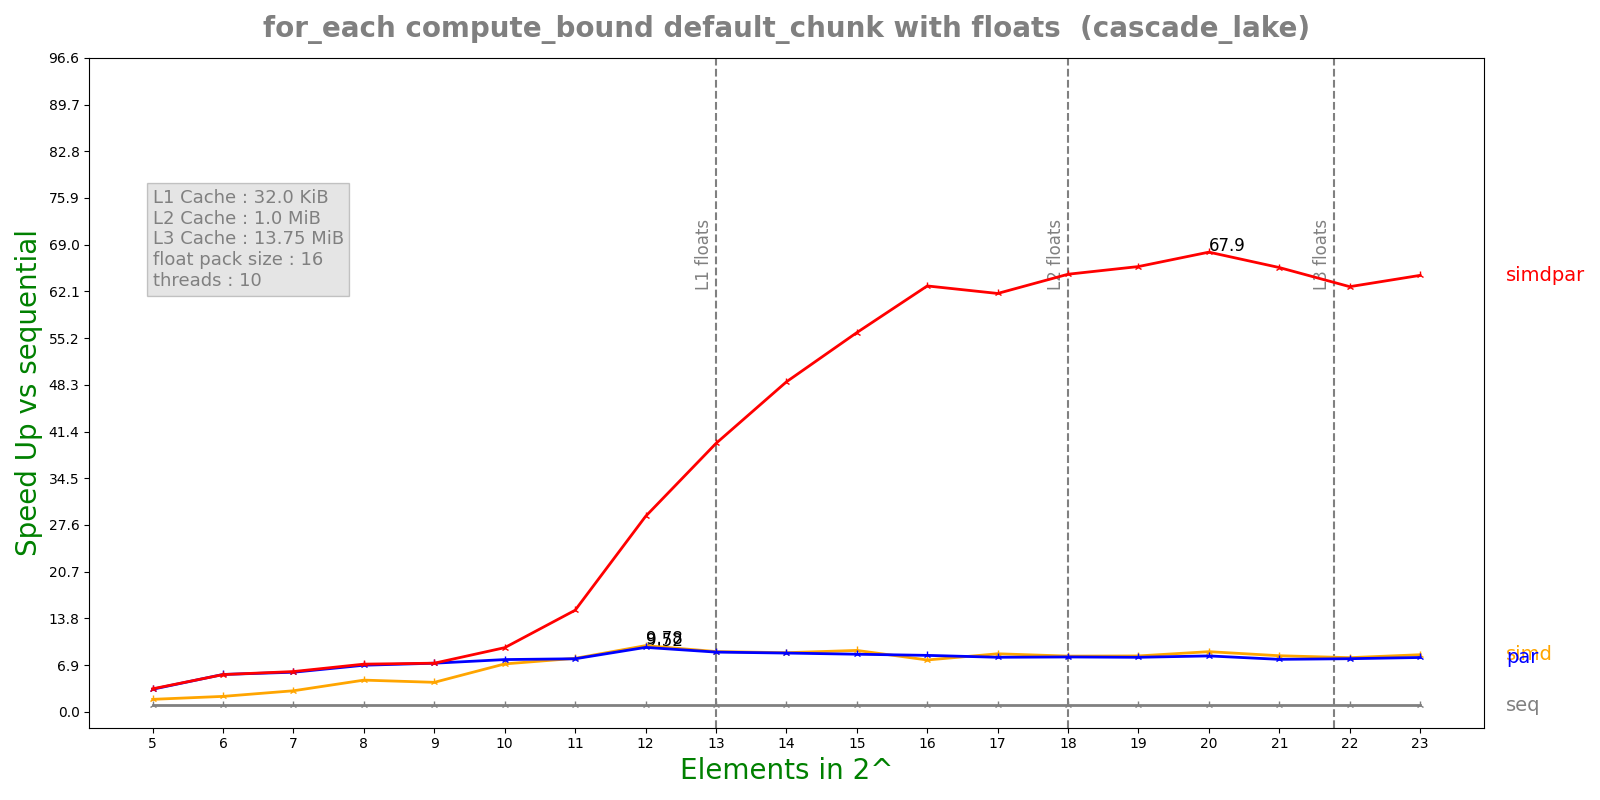 for_each compute_bound default_chunk with floats (cascade_lake)
Speed Up vs sequential
96.6
89.7
82.8
75.9
69.0
62.1
55.2
48.3
41.4
34.5
27.6
20.7
13.8
6.9
0.0
L1 Cache : 32.0 KiB
L2 Cache : 1.0 MiB
L3 Cache : 13.75 MiB
float pack size : 16
threads : 10
L1 floats
L2 floats
L3 floats
67.9
9.78
9.52
simdpar
simd
par
seq
5 6 7 8 9 10 11 12 13 14 15 16 17 18 19 20 21 22 23
Elements in 2^